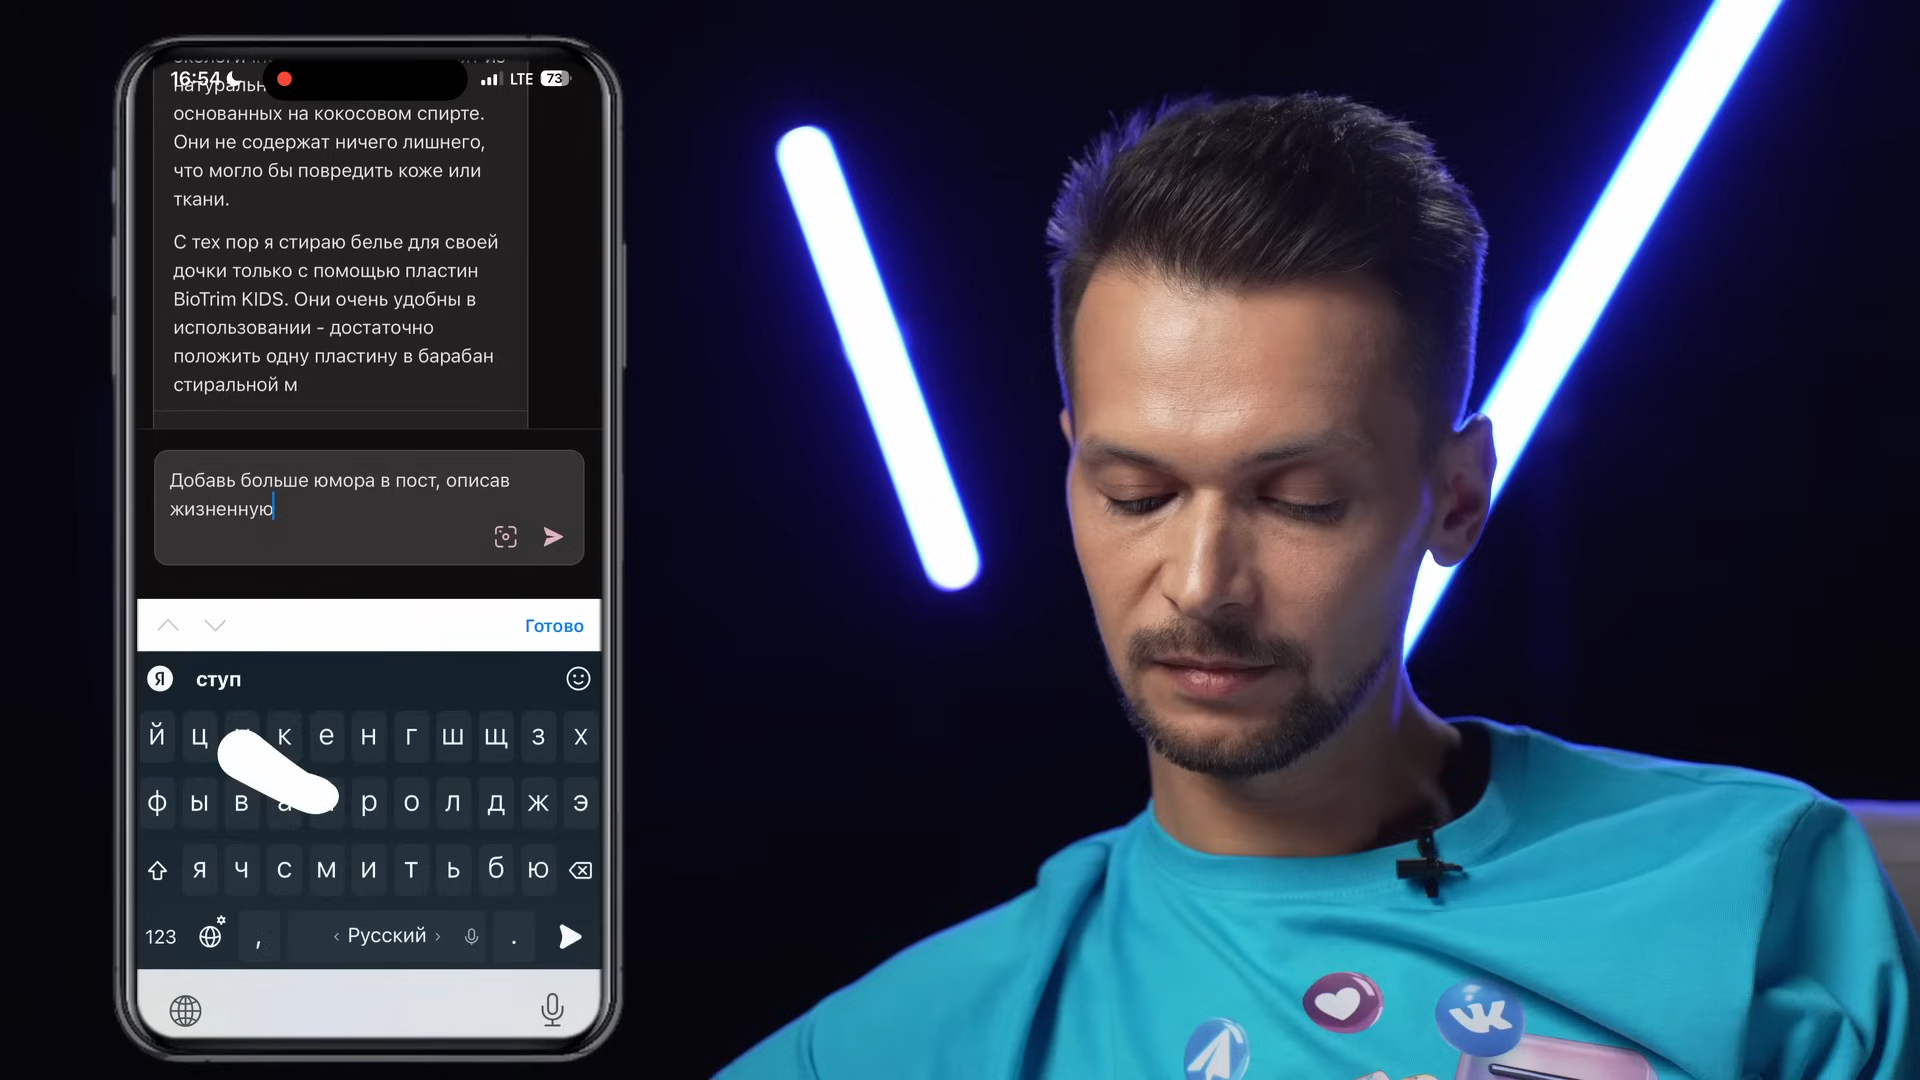 16:54
LTE 73
основанных на кокосовом спирте.
Они не содержат ничего лишнего,
что могло бы повредить коже или
ткани.
С тех пор я стираю белье для своей
дочки только с помощью пластин
BioTrim KIDS. Они очень удобны в
использовании - достаточно
положить одну пластину в барабан
стиральной м
Добавь больше юмора в пост, описав
жизненную
Готово
Я ступ
й ц к е н г ш щ з х
ф ы в а р о л д ж э
я ч с м и т ь б ю
123 , ‹ Русский › .